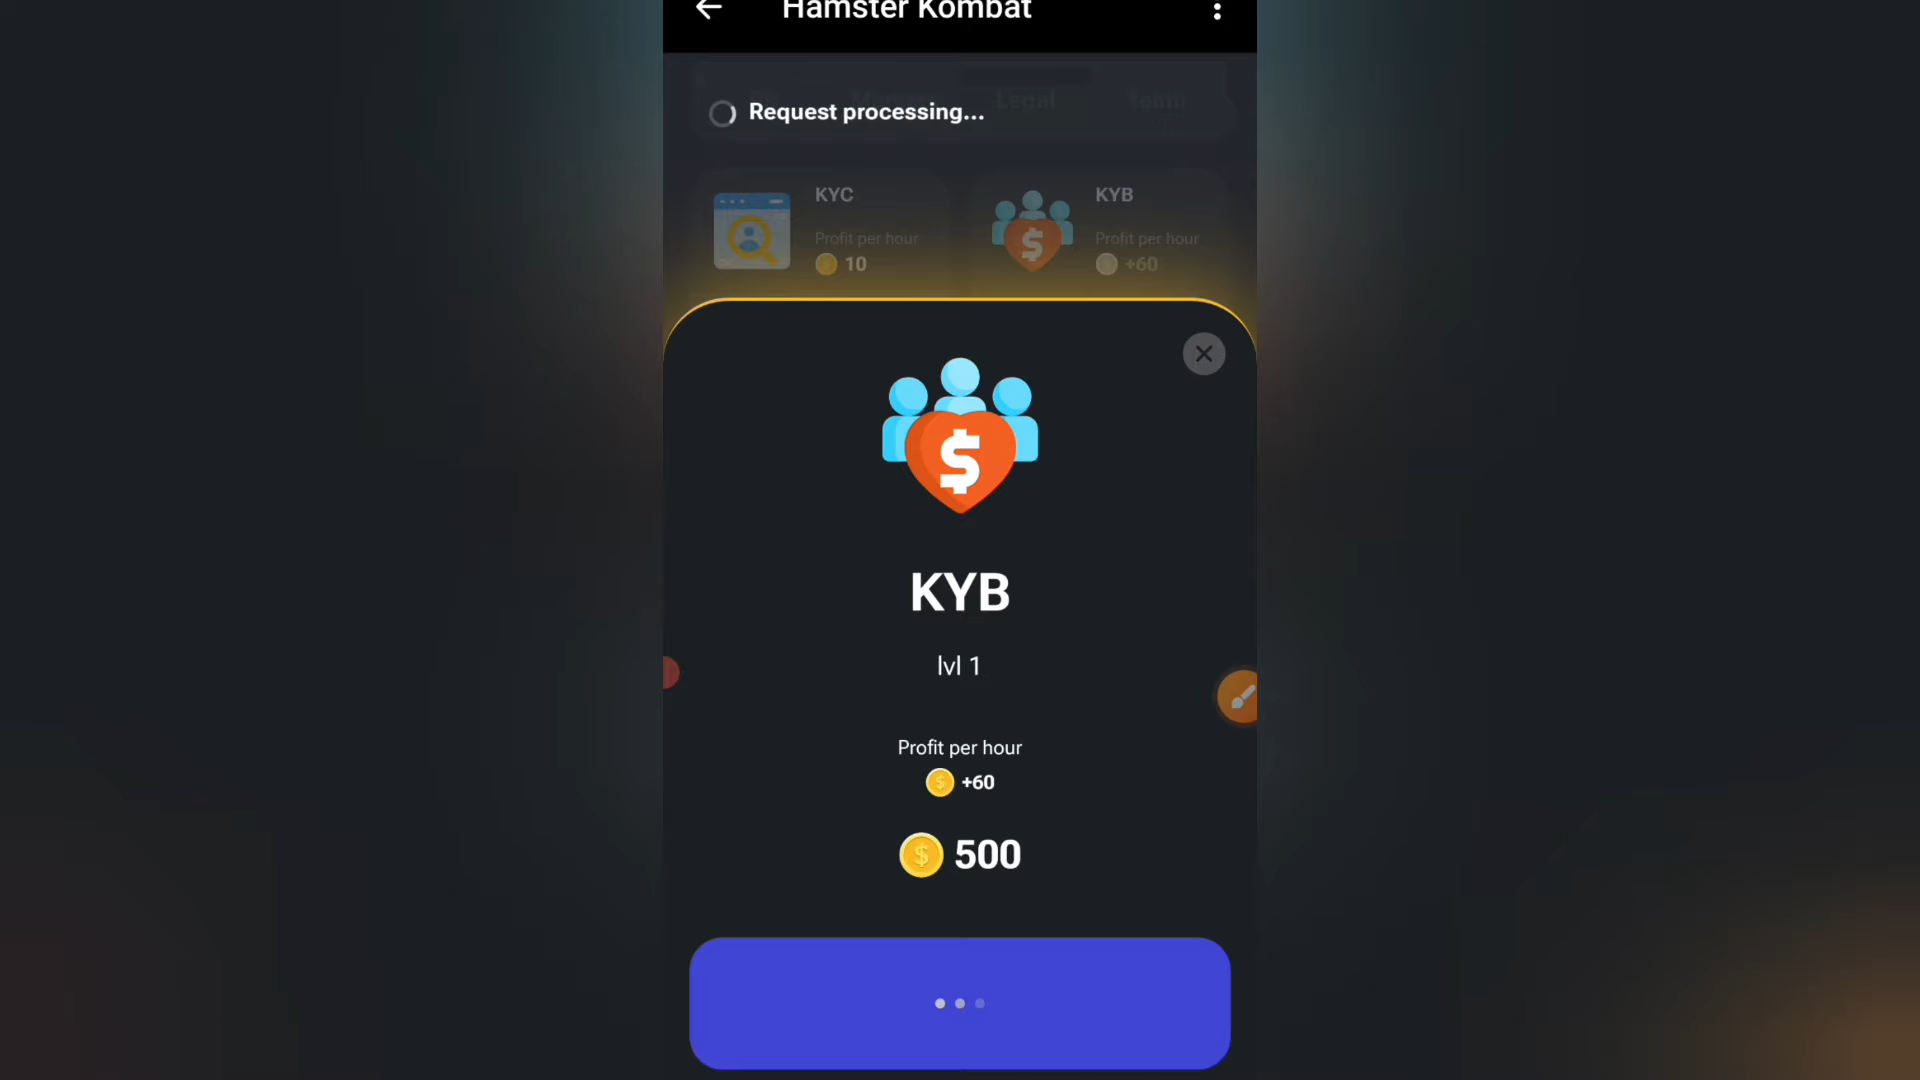 Hamster Kombat
Legal
Request processing...
KYC
KYB
Profit per hour
Profit per hour
10
+60
KYB
lvl 1
Profit per hour
+60
500